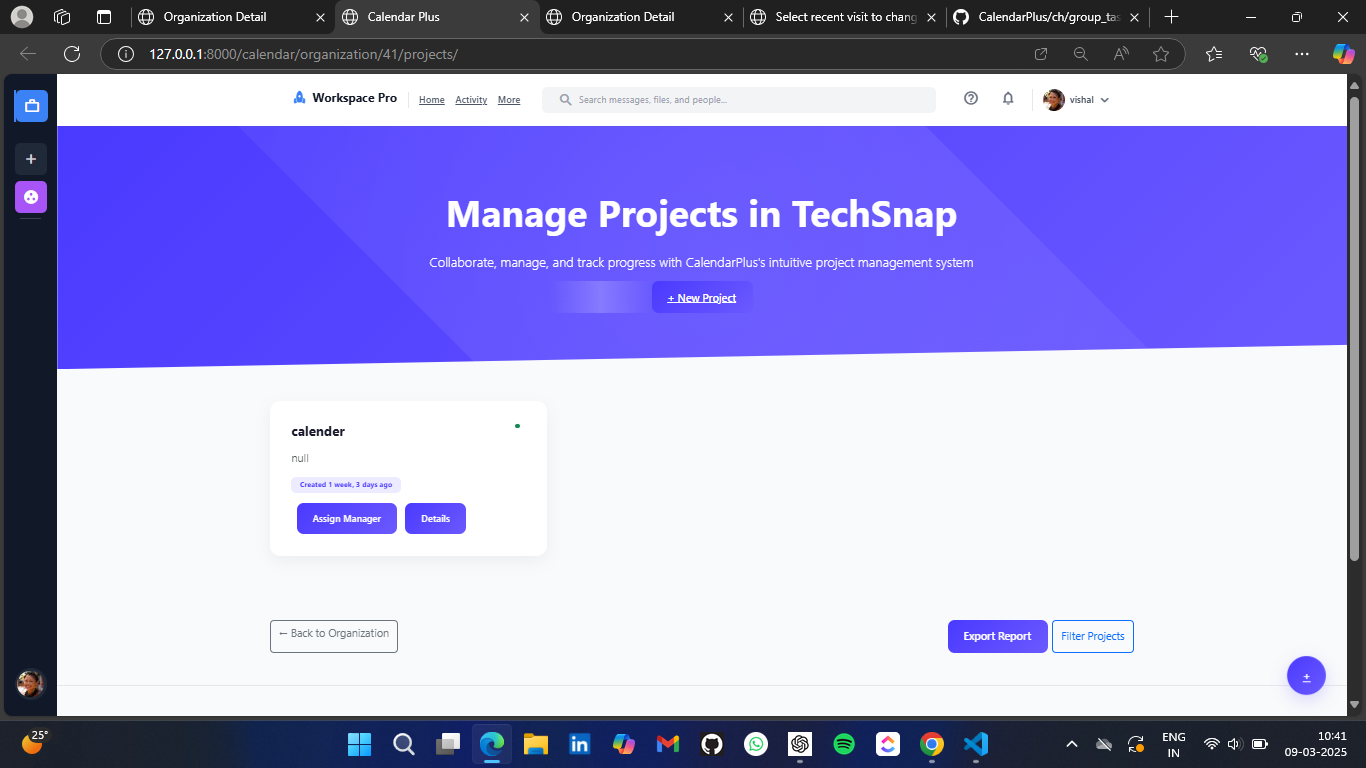 Organization Detail
Calendar Plus
Organization Detail
Select recent visit to chang
CalendarPlus/ch/group_tas
127.0.0.1:8000/calendar/organization/41/projects/
Workspace Pro
Home
Activity
More
Search messages, files, and people...
vishal
Manage Projects in TechSnap
Collaborate, manage, and track progress with CalendarPlus's intuitive project management system
+ New Project
calender
null
Created 1 week, 3 days ago
Assign Manager
Details
← Back to Organization
Export Report
Filter Projects
+
25°
ENG
IN
10:41
09-03-2025